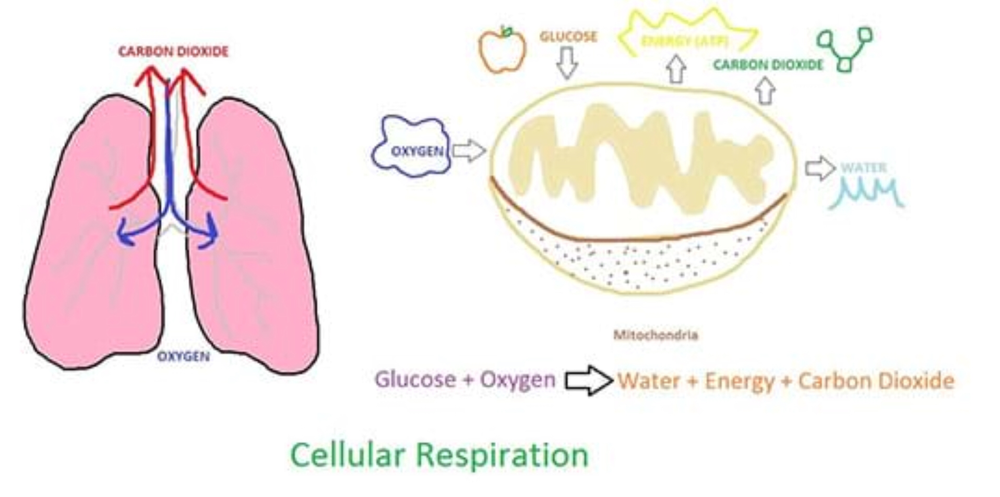 CARBON DIOXIDE
OXYGEN
GLUCOSE
ENERGY (ATP)
CARBON DIOXIDE
OXYGEN
WATER
Mitochondria
Glucose + Oxygen
Water + Energy + Carbon Dioxide
Cellular Respiration